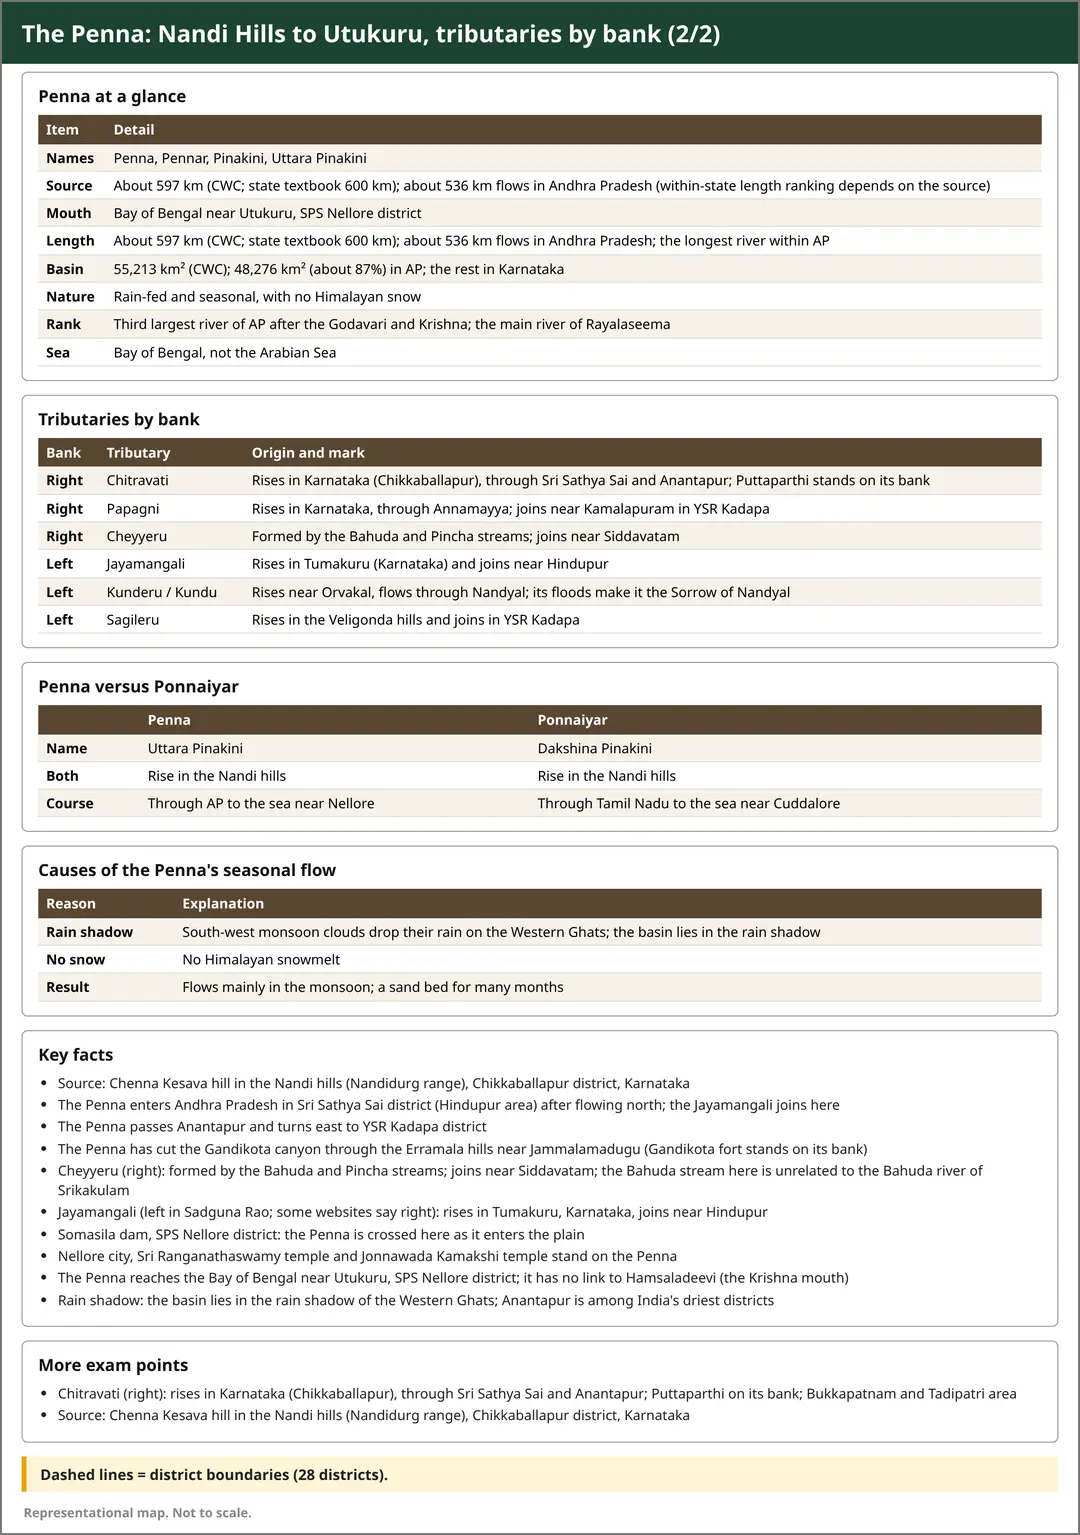 The Penna: Nandi Hills to Utukuru, tributaries by bank (2/2)
Penna at a glance
Item Detail
Names Penna, Pennar, Pinakini, Uttara Pinakini
Source About 597 km (CWC; state textbook 600 km); about 536 km flows in Andhra Pradesh (within-state length ranking depends on the source)
Mouth Bay of Bengal near Utukuru, SPS Nellore district
Length About 597 km (CWC; state textbook 600 km); about 536 km flows in Andhra Pradesh; the longest river within AP
Basin 55,213 km² (CWC); 48,276 km² (about 87%) in AP; the rest in Karnataka
Nature Rain-fed and seasonal, with no Himalayan snow
Rank Third largest river of AP after the Godavari and Krishna; the main river of Rayalaseema
Sea Bay of Bengal, not the Arabian Sea
Tributaries by bank
Bank Tributary Origin and mark
Right Chitravati Rises in Karnataka (Chikkaballapur), through Sri Sathya Sai and Anantapur; Puttaparthi stands on its bank
Right Papagni Rises in Karnataka, through Annamayya; joins near Kamalapuram in YSR Kadapa
Right Cheyyeru Formed by the Bahuda and Pincha streams; joins near Siddavatam
Left Jayamangali Rises in Tumakuru (Karnataka) and joins near Hindupur
Left Kunderu / Kundu Rises near Orvakal, flows through Nandyal; its floods make it the Sorrow of Nandyal
Left Sagileru Rises in the Veligonda hills and joins in YSR Kadapa
Penna versus Ponnaiyar
Penna Ponnaiyar
Name Uttara Pinakini Dakshina Pinakini
Both Rise in the Nandi hills Rise in the Nandi hills
Course Through AP to the sea near Nellore Through Tamil Nadu to the sea near Cuddalore
Causes of the Penna's seasonal flow
Reason Explanation
Rain shadow South-west monsoon clouds drop their rain on the Western Ghats; the basin lies in the rain shadow
No snow No Himalayan snowmelt
Result Flows mainly in the monsoon; a sand bed for many months
Key facts
• Source: Chenna Kesava hill in the Nandi hills (Nandidurg range), Chikkaballapur district, Karnataka
• The Penna enters Andhra Pradesh in Sri Sathya Sai district (Hindupur area) after flowing north; the Jayamangali joins here
• The Penna passes Anantapur and turns east to YSR Kadapa district
• The Penna has cut the Gandikota canyon through the Erramala hills near Jammalamadugu (Gandikota fort stands on its bank)
• Cheyyeru (right): formed by the Bahuda and Pincha streams; joins near Siddavatam; the Bahuda stream here is unrelated to the Bahuda river of
Srikakulam
• Jayamangali (left in Sadguna Rao; some websites say right): rises in Tumakuru, Karnataka, joins near Hindupur
• Somasila dam, SPS Nellore district: the Penna is crossed here as it enters the plain
• Nellore city, Sri Ranganathaswamy temple and Jonnawada Kamakshi temple stand on the Penna
• The Penna reaches the Bay of Bengal near Utukuru, SPS Nellore district; it has no link to Hamsaladeevi (the Krishna mouth)
• Rain shadow: the basin lies in the rain shadow of the Western Ghats; Anantapur is among India's driest districts
More exam points
• Chitravati (right): rises in Karnataka (Chikkaballapur), through Sri Sathya Sai and Anantapur; Puttaparthi on its bank; Bukkapatnam and Tadipatri area
• Source: Chenna Kesava hill in the Nandi hills (Nandidurg range), Chikkaballapur district, Karnataka
Dashed lines = district boundaries (28 districts).
Representational map. Not to scale.